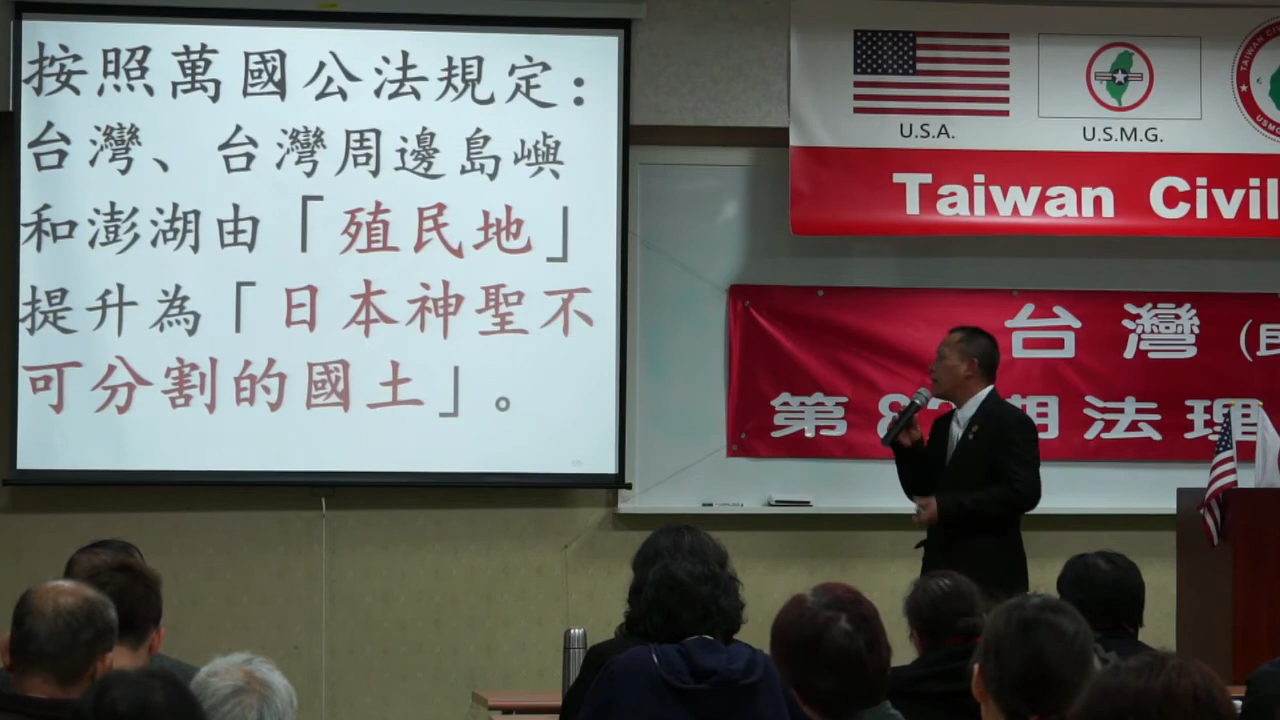 按照萬國公法規定：
台灣、台灣周邊島嶼
和澎湖由「殖民地」
提升為「日本神聖不
可分割的國土」。
U.S.A.
U.S.M.G.
Taiwan Civil
台灣（
第8 期法理